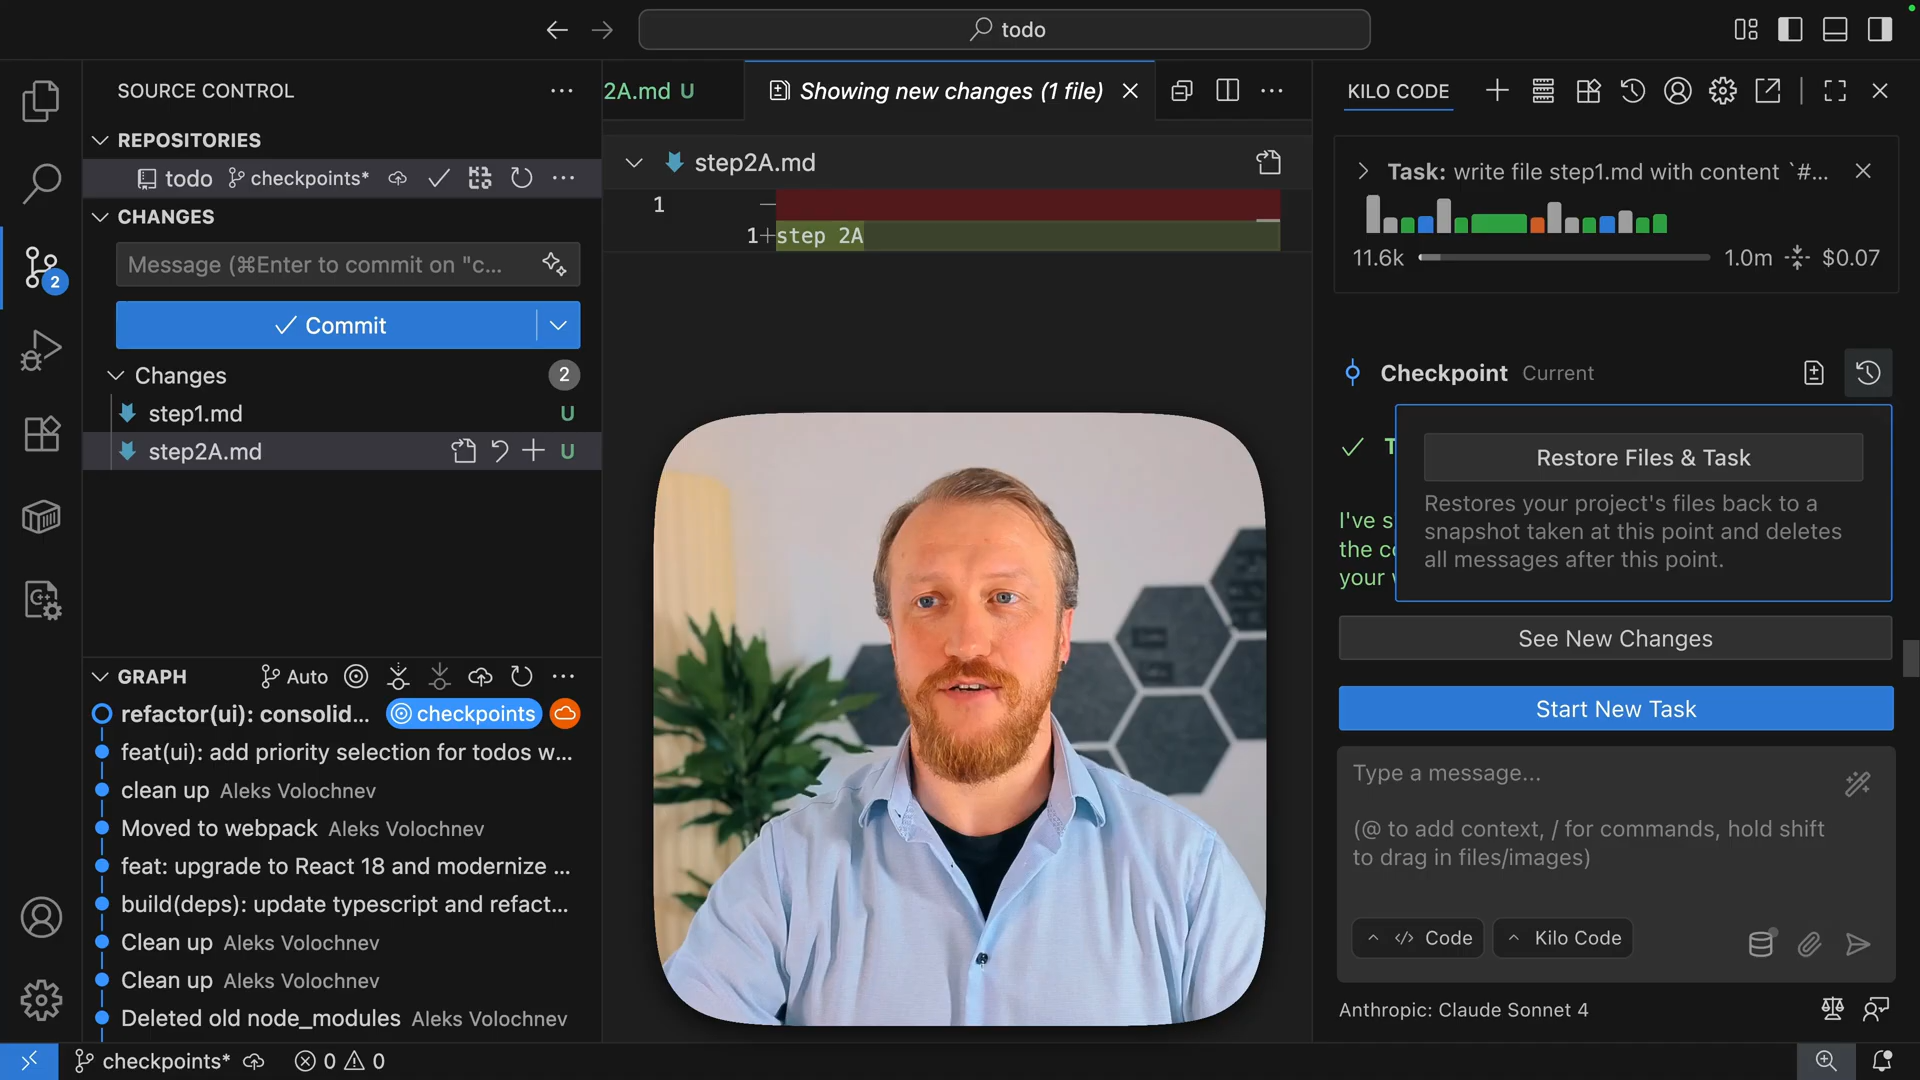 todo
SOURCE CONTROL
REPOSITORIES
todo checkpoints*
CHANGES
Message (⌘Enter to commit on "c...
Commit
Changes 2
step1.md U
step2A.md U
2
GRAPH Auto
refactor(ui): consolid... checkpoints
feat(ui): add priority selection for todos w...
clean up Aleks Volochnev
Moved to webpack Aleks Volochnev
feat: upgrade to React 18 and modernize ...
build(deps): update typescript and refact...
Clean up Aleks Volochnev
Clean up Aleks Volochnev
Deleted old node_modules Aleks Volochnev
checkpoints* 0 0
2A.md U Showing new changes (1 file)
step2A.md
1 —
1+step 2A
KILO CODE
Task: write file step1.md with content `#...
11.6k 1.0m $0.07
Checkpoint Current
T
Restore Files & Task
Restores your project's files back to a
snapshot taken at this point and deletes
all messages after this point.
I've s
the co
your
See New Changes
Start New Task
Type a message...
(@ to add context, / for commands, hold shift
to drag in files/images)
Code Kilo Code
Anthropic: Claude Sonnet 4